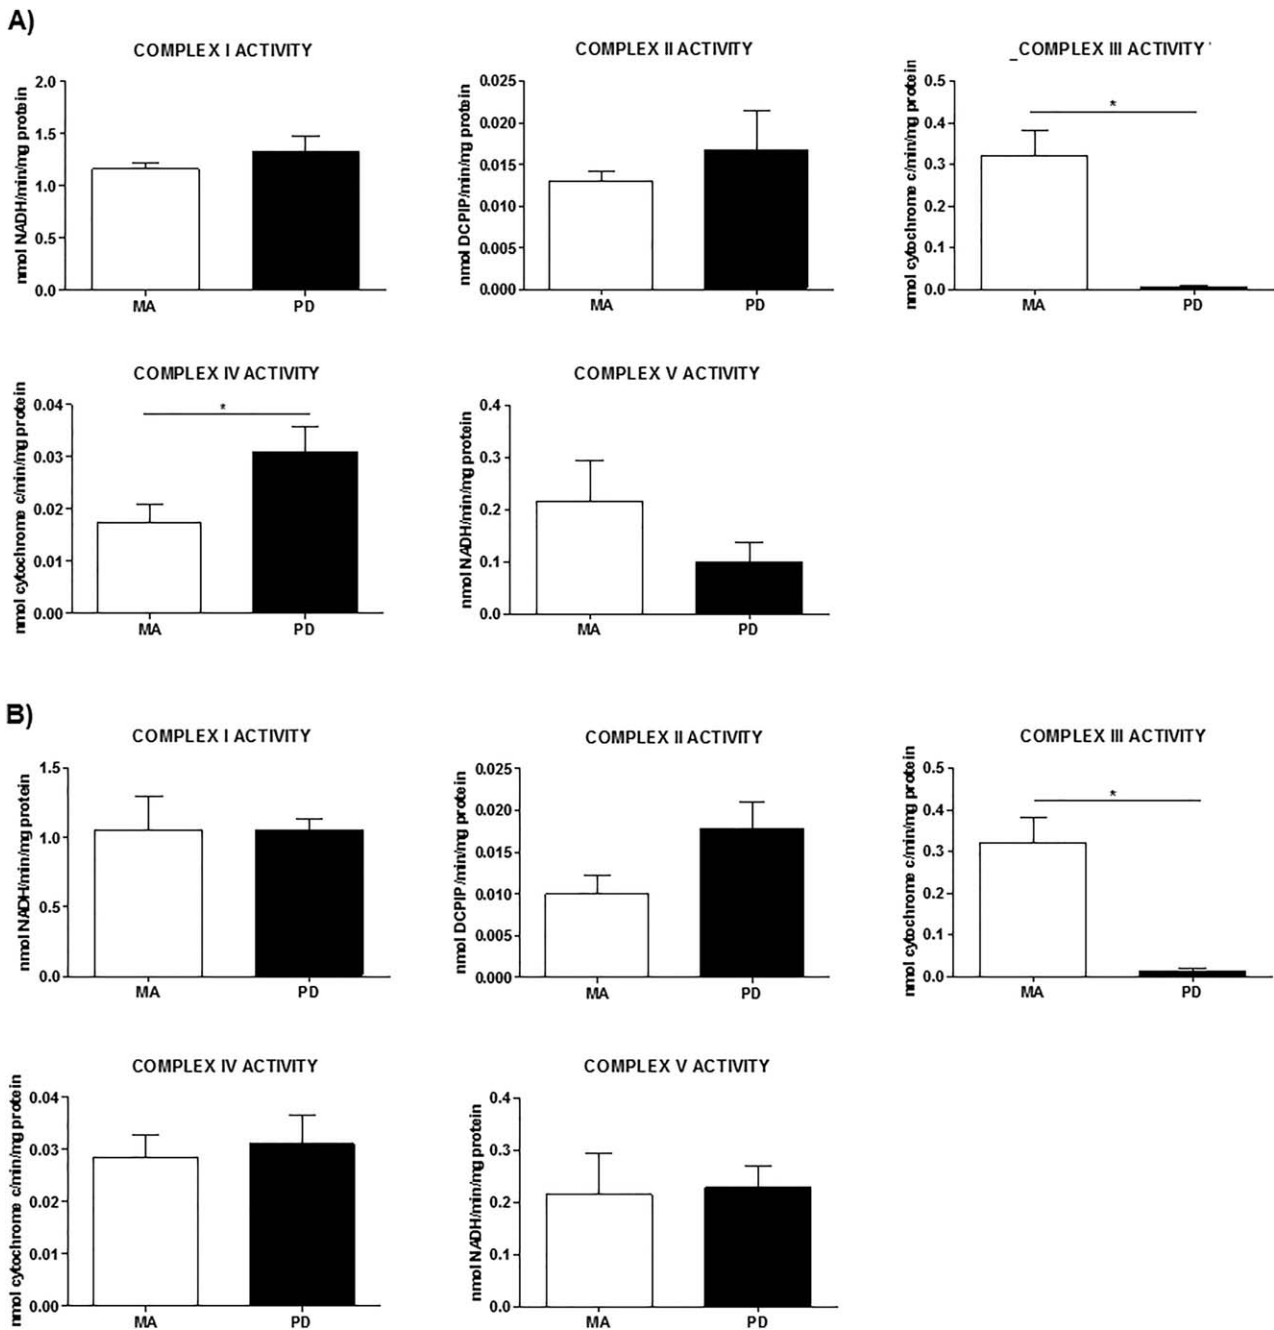 A)
COMPLEX I ACTIVITY
nmol NADH/min/mg protein
2.0
1.5
1.0
0.5
0.0
MA PD
COMPLEX II ACTIVITY
nmol DCPIP/min/mg protein
0.025
0.020
0.015
0.010
0.005
0.000
MA PD
_COMPLEX III ACTIVITY '
nmol cytochrome c/min/mg protein
0.5
0.4
0.3
0.2
0.1
0.0
*
MA PD
COMPLEX IV ACTIVITY
nmol cytochrome c/min/mg protein
0.04
0.03
0.02
0.01
0.00
*
MA PD
COMPLEX V ACTIVITY
nmol NADH/min/mg protein
0.4
0.3
0.2
0.1
0.0
MA PD
B)
COMPLEX I ACTIVITY
nmol NADH/min/mg protein
1.5
1.0
0.5
0.0
MA PD
COMPLEX II ACTIVITY
nmol DCPIP/min/mg protein
0.025
0.020
0.015
0.010
0.005
0.000
MA PD
COMPLEX III ACTIVITY
nmol cytochrome c/min/mg protein
0.5
0.4
0.3
0.2
0.1
0.0
*
MA PD
COMPLEX IV ACTIVITY
nmol cytochrome c/min/mg protein
0.04
0.03
0.02
0.01
0.00
MA PD
COMPLEX V ACTIVITY
nmol NADH/min/mg protein
0.4
0.3
0.2
0.1
0.0
MA PD